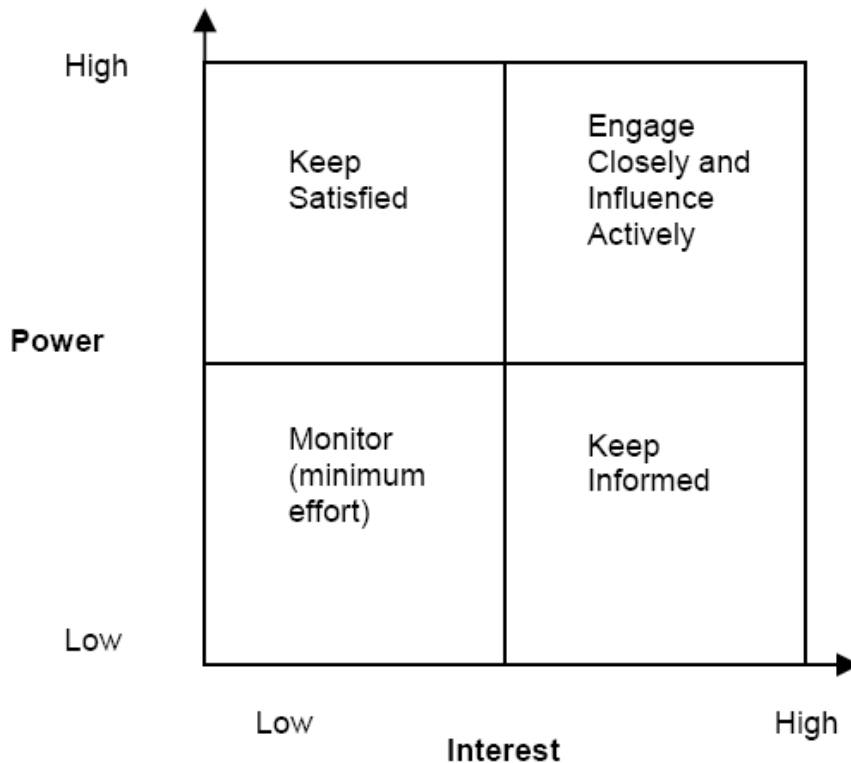 High
Keep
Satisfied
Engage
Closely and
Influence
Actively
Power
Monitor
(minimum
effort)
Keep
Informed
Low
Low
High
Interest